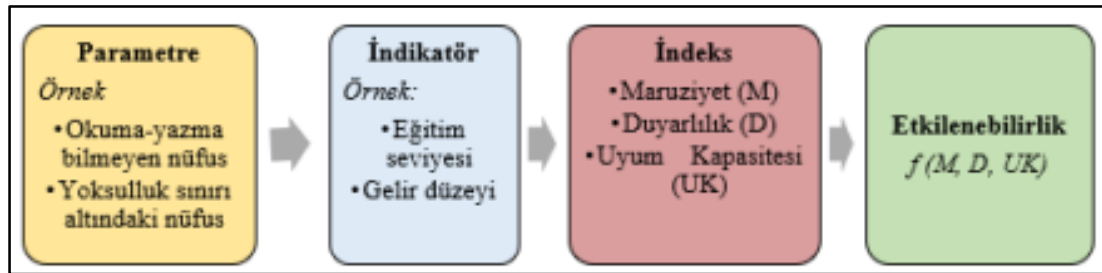 Parametre
Örnek
•Okuma-yazma
bilmeyen nüfus
•Yoksulluk sınırı
altındaki nüfus
İndikatör
Örnek:
•Eğitim
seviyesi
•Gelir düzeyi
İndeks
•Maruziyet (M)
•Duyarlılık (D)
•Uyum Kapasitesi
(UK)
Etkilenebilirlik
f (M, D, UK)